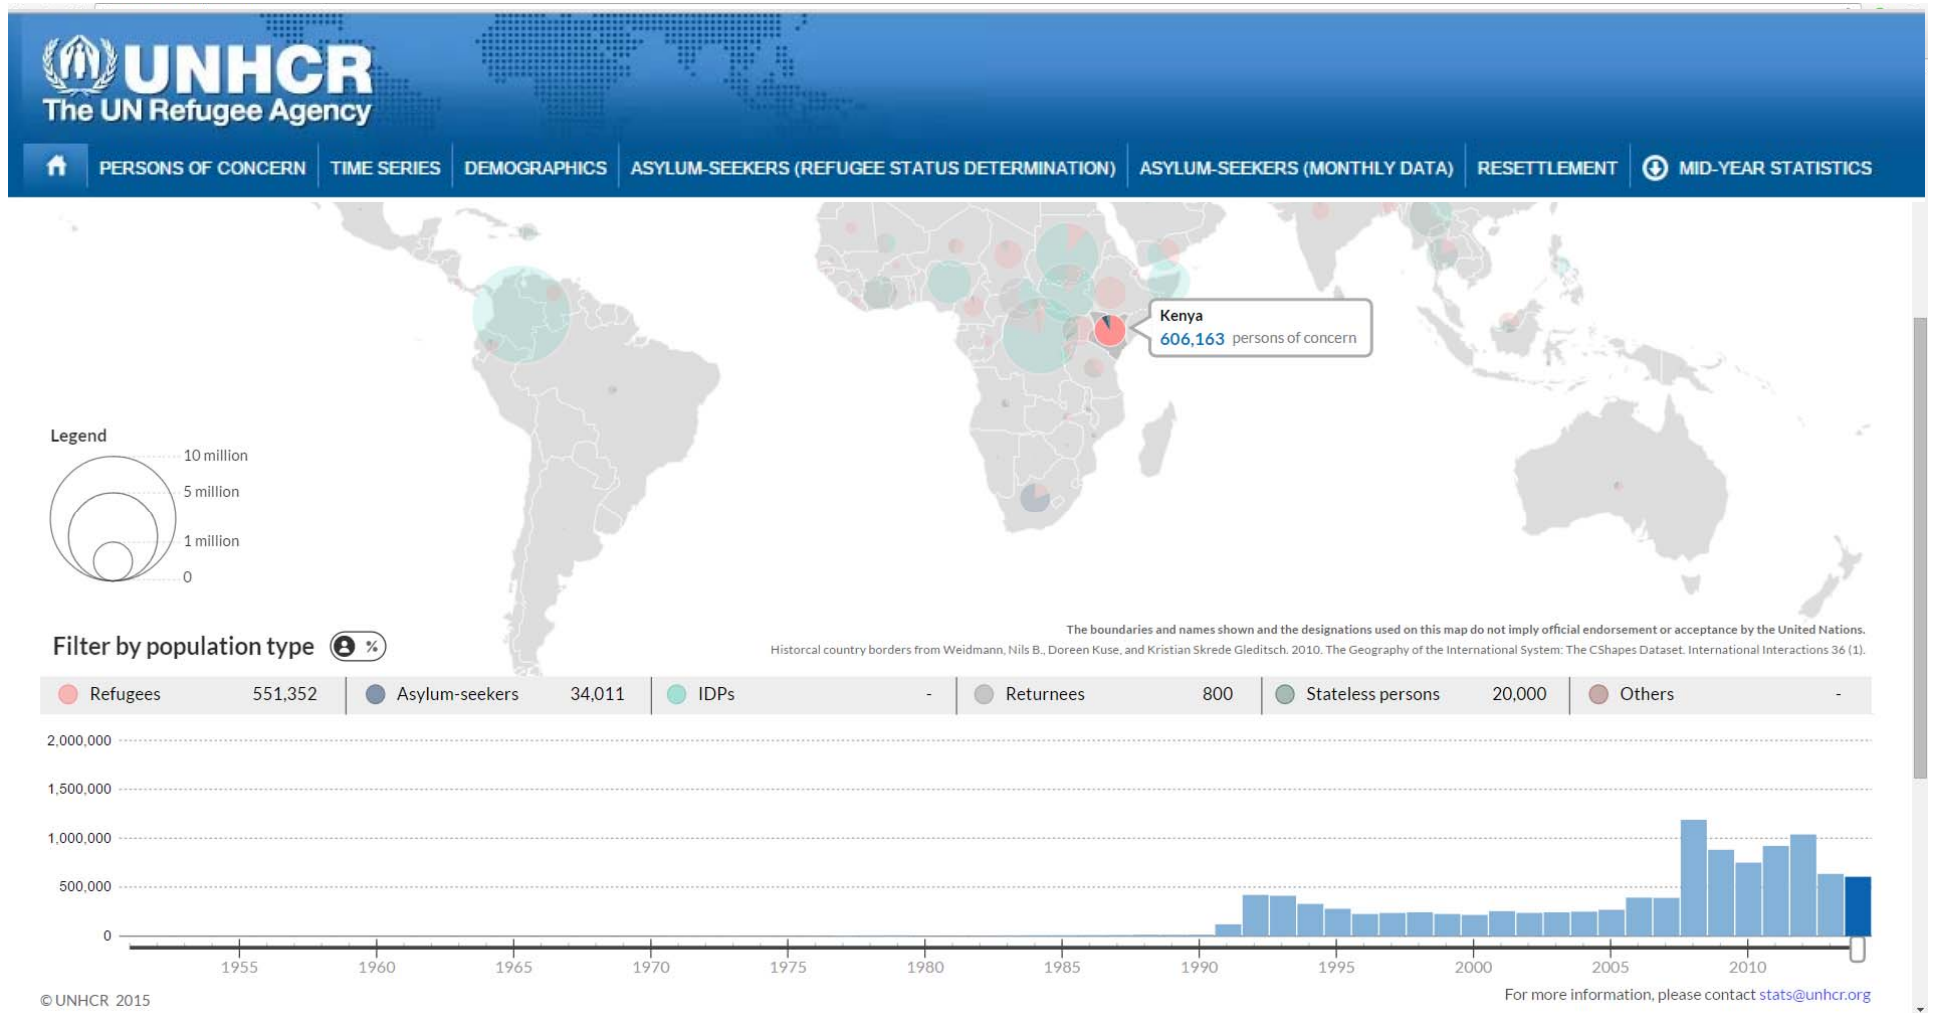 UNHCR
The UN Refugee Agency
PERSONS OF CONCERN
TIME SERIES
DEMOGRAPHICS
ASYLUM-SEEKERS (REFUGEE STATUS DETERMINATION)
ASYLUM-SEEKERS (MONTHLY DATA)
RESETTLEMENT
MID-YEAR STATISTICS
Kenya
606,163 persons of concern
Legend
10 million
5 million
1 million
0
The boundaries and names shown and the designations used on this map do not imply official endorsement or acceptance by the United Nations.
Filter by population type %
Historcal country borders from Weidmann, Nils B., Doreen Kuse, and Kristian Skrede Gleditsch. 2010. The Geography of the International System: The CShapes Dataset. International Interactions 36 (1).
Refugees 551,352
Asylum-seekers 34,011
IDPs -
Returnees 800
Stateless persons 20,000
Others -
2,000,000
1,500,000
1,000,000
500,000
0
1955 1960 1965 1970 1975 1980 1985 1990 1995 2000 2005 2010
© UNHCR 2015
For more information, please contact stats@unhcr.org